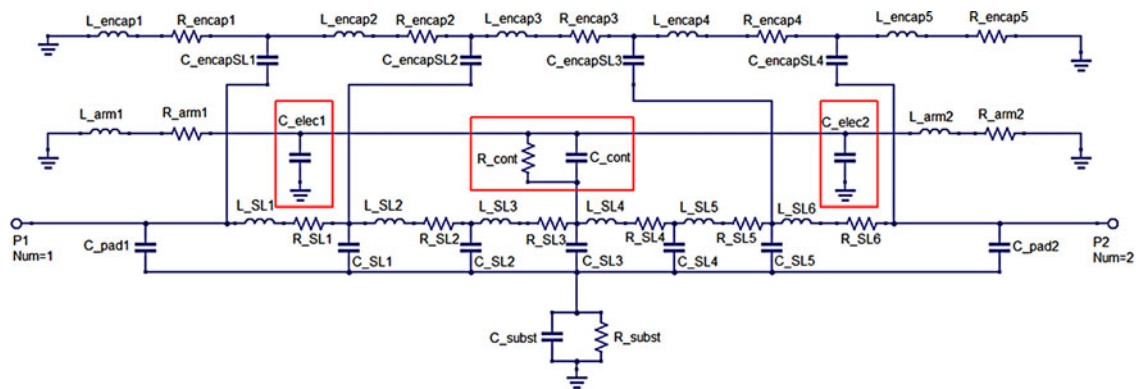 L_encap1 R_encap1 L_encap2 R_encap2 L_encap3 R_encap3 L_encap4 R_encap4 L_encap5 R_encap5
C_encapSL1 C_encapSL2 C_encapSL3 C_encapSL4
L_arm1 R_arm1 C_elec1 C_elec2 L_arm2 R_arm2
R_cont C_cont
L_SL1 L_SL2 L_SL3 L_SL4 L_SL5 L_SL6
P1 R_SL1 R_SL2 R_SL3 R_SL4 R_SL5 R_SL6 P2
Num=1 C_pad1 C_SL1 C_SL2 C_SL3 C_SL4 C_SL5 C_pad2 Num=2
C_subst R_subst